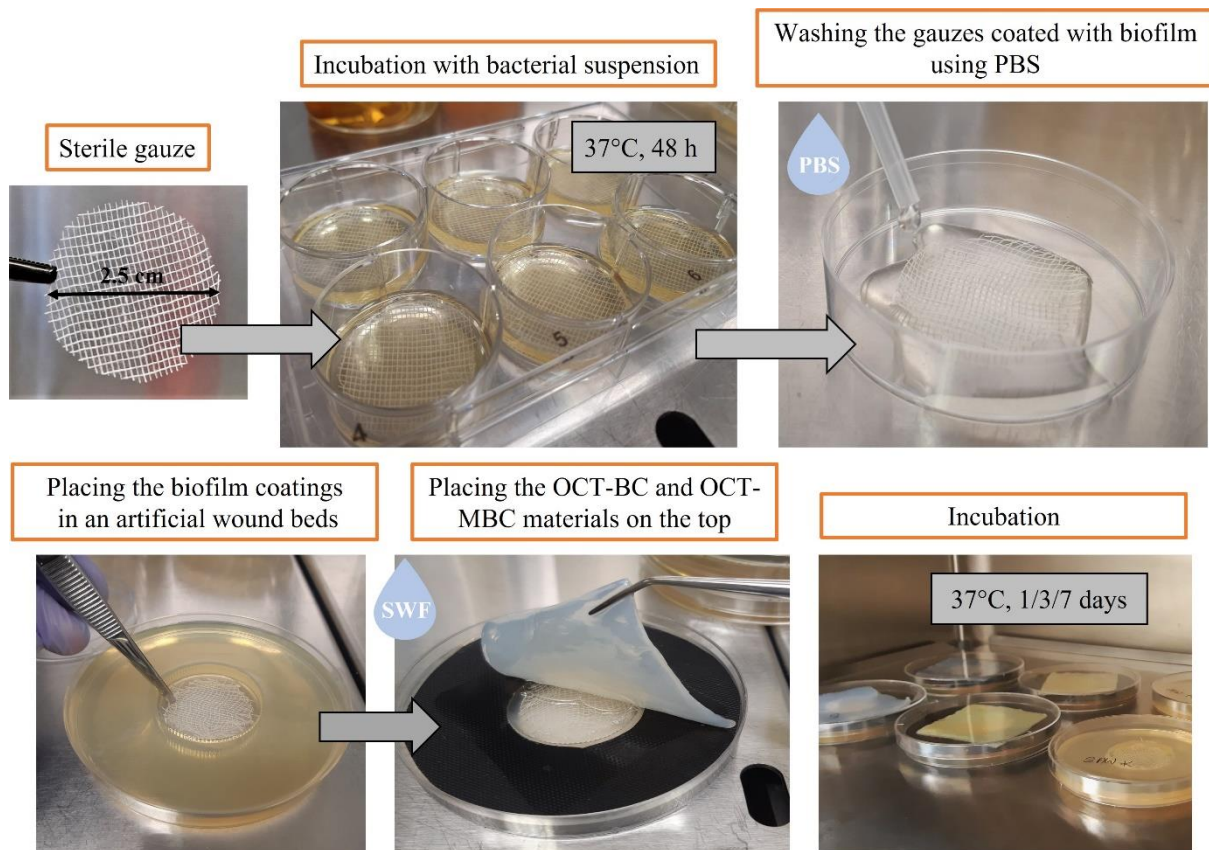 Sterile gauze
2.5 cm
Incubation with bacterial suspension
37°C, 48 h
4
5
6
Washing the gauzes coated with biofilm
using PBS
PBS
Placing the biofilm coatings
in an artificial wound beds
Placing the OCT-BC and OCT-
MBC materials on the top
SWF
Incubation
37°C, 1/3/7 days